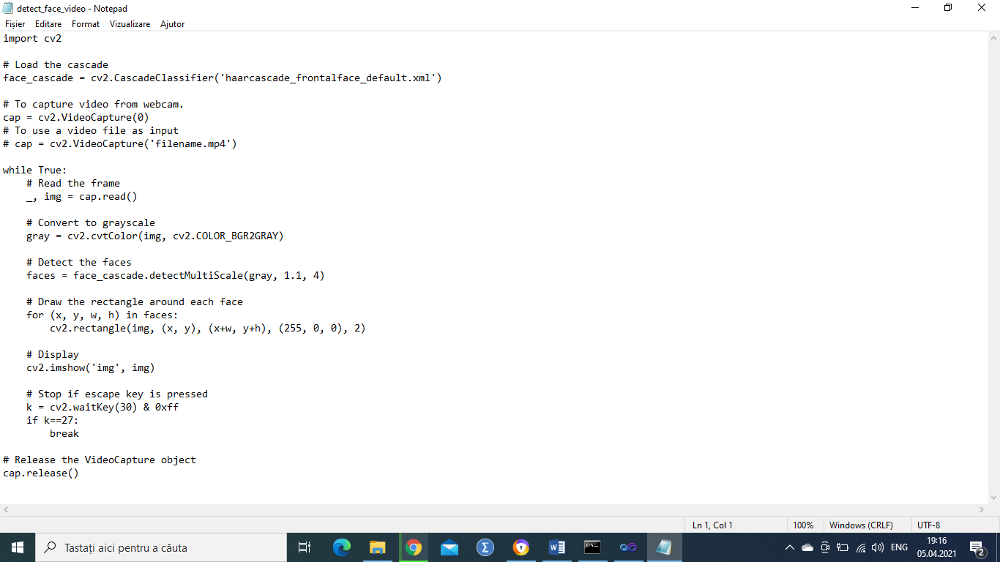 detect_face_video - Notepad
Fișier Editare Format Vizualizare Ajutor
import cv2

# Load the cascade
face_cascade = cv2.CascadeClassifier('haarcascade_frontalface_default.xml')

# To capture video from webcam.
cap = cv2.VideoCapture(0)
# To use a video file as input
# cap = cv2.VideoCapture('filename.mp4')

while True:
    # Read the frame
    _, img = cap.read()

    # Convert to grayscale
    gray = cv2.cvtColor(img, cv2.COLOR_BGR2GRAY)

    # Detect the faces
    faces = face_cascade.detectMultiScale(gray, 1.1, 4)

    # Draw the rectangle around each face
    for (x, y, w, h) in faces:
        cv2.rectangle(img, (x, y), (x+w, y+h), (255, 0, 0), 2)

    # Display
    cv2.imshow('img', img)

    # Stop if escape key is pressed
    k = cv2.waitKey(30) & 0xff
    if k==27:
        break

# Release the VideoCapture object
cap.release()
Ln 1, Col 1 100% Windows (CRLF) UTF-8
Tastați aici pentru a căuta
ENG
19:16
05.04.2021
2